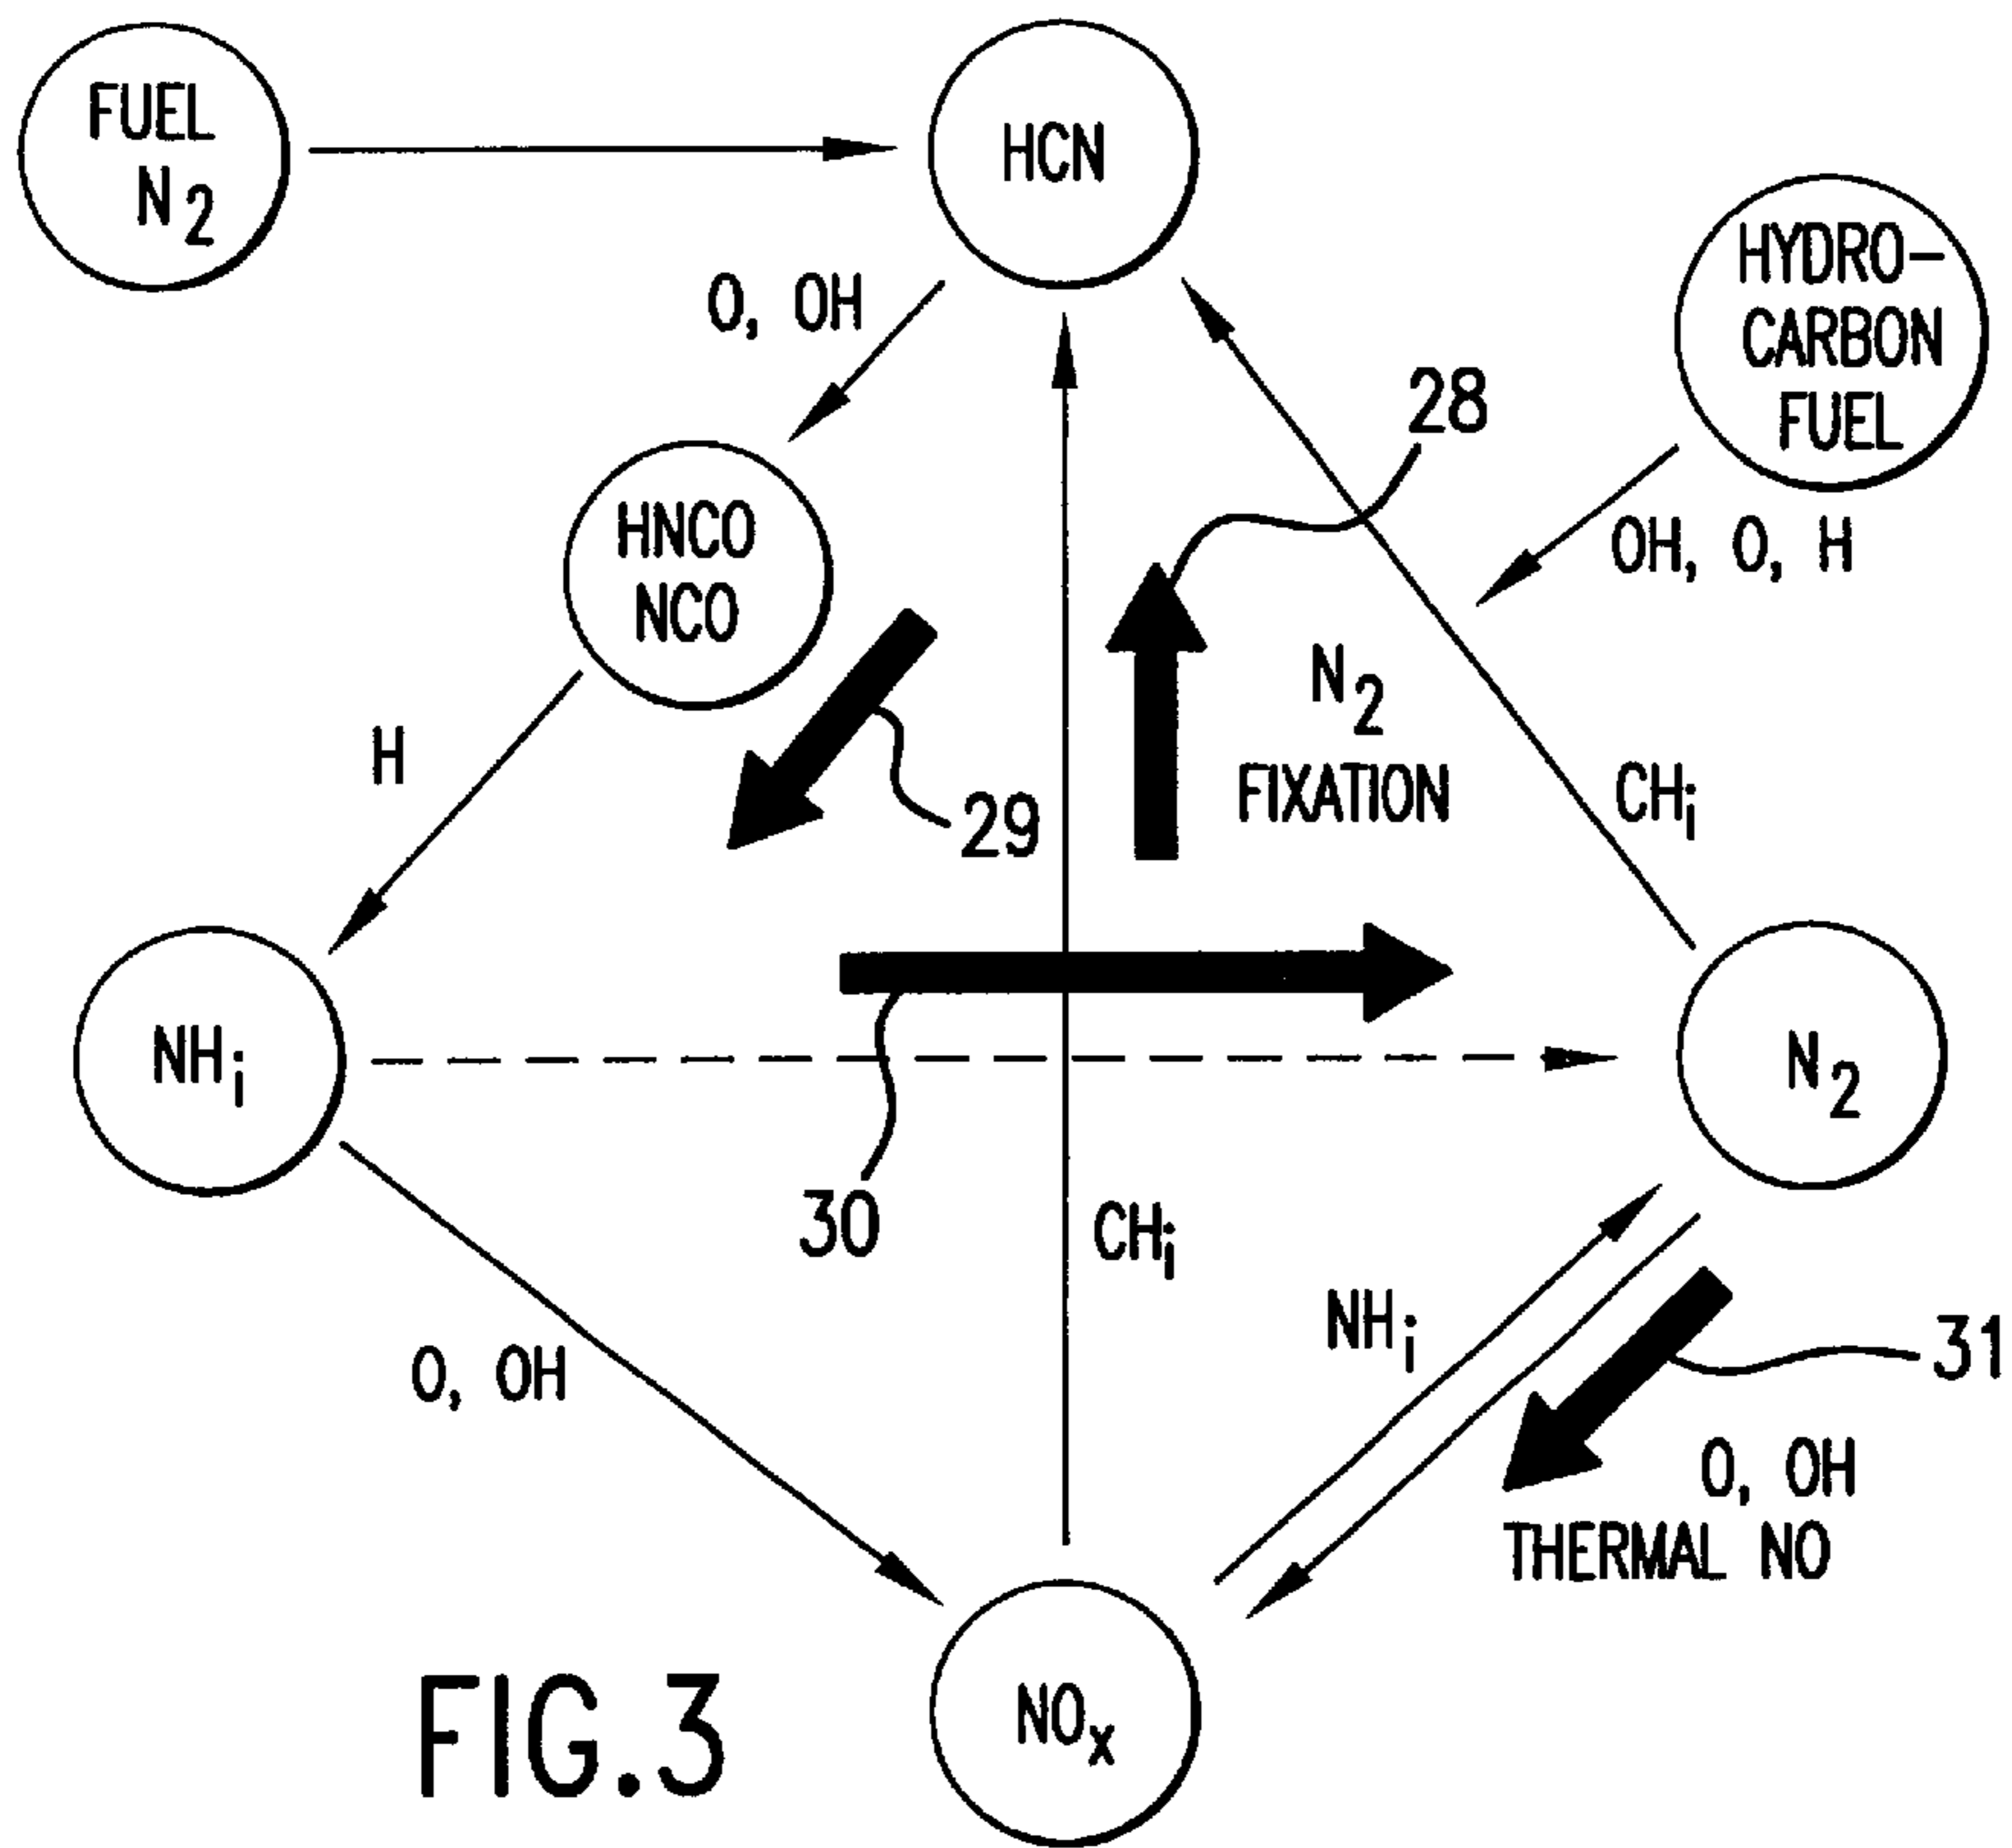 FUEL
N2
HCN
HYDRO-
CARBON
FUEL
O, OH
28
OH, O, H
HNCO
NCO
N2
FIXATION
H
29
CHi
NHi
N2
30
CHi
NHi
31
O, OH
O, OH
THERMAL NO
NOx
FIG.3